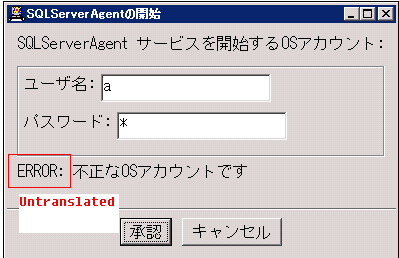 SQLServerAgentの開始
SQLServerAgent サービスを開始するOSアカウント:
ユーザ名: a
パスワード: *
ERROR: 不正なOSアカウントです
Untranslated
承認 キャンセル